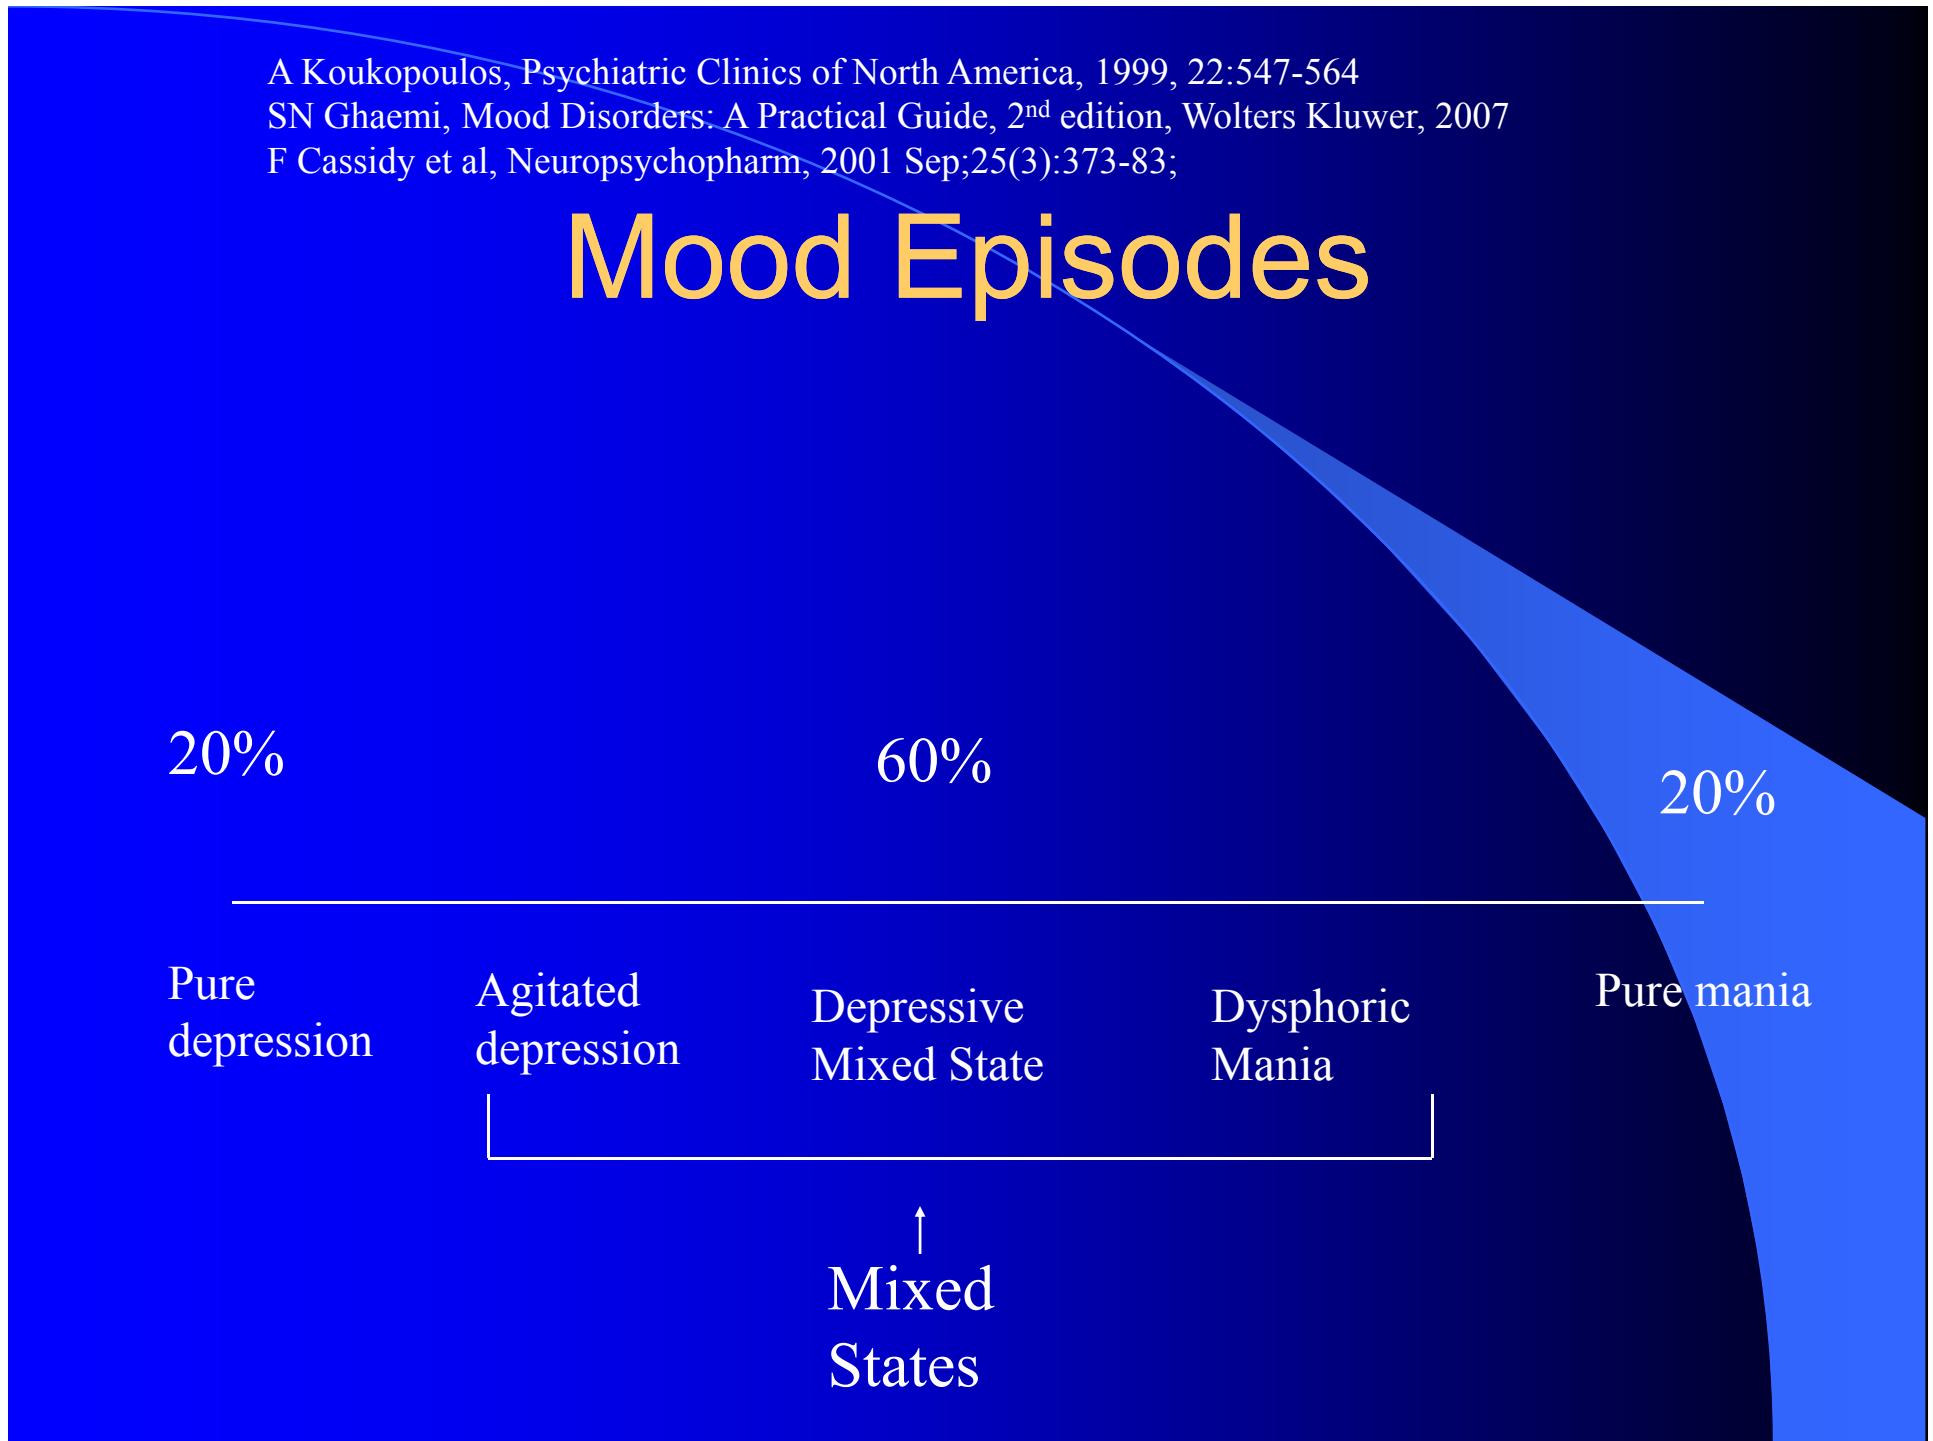 A Koukopoulos, Psychiatric Clinics of North America, 1999, 22:547-564
SN Ghaemi, Mood Disorders: A Practical Guide, 2nd edition, Wolters Kluwer, 2007
F Cassidy et al, Neuropsychopharm, 2001 Sep;25(3):373-83;
Mood Episodes
20%
60%
20%
Pure
depression
Agitated
depression
Depressive
Mixed State
Dysphoric
Mania
Pure mania
Mixed
States